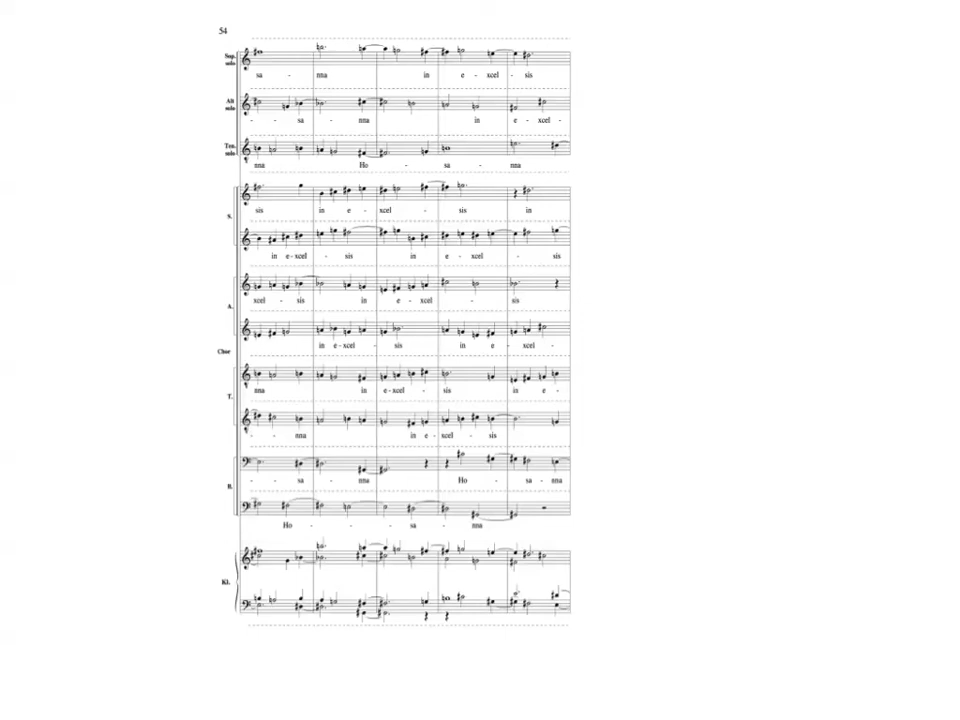 54
Sop. solo
sa - nna in e - xcel - sis
Alt solo
- - sa - nna in e - xcel -
Ten. solo
nna Ho - sa - nna
S.
sis in e - xcel - sis in
in e - xcel - sis in e - xcel - sis
A.
xcel - sis in e - xcel - sis
in e - xcel - sis in e - xcel -
Chor
T.
nna in e - xcel - sis in e -
- - nna in e - xcel - sis
B.
- sa - nna Ho - sa - nna
Ho - - sa - nna
Kl.